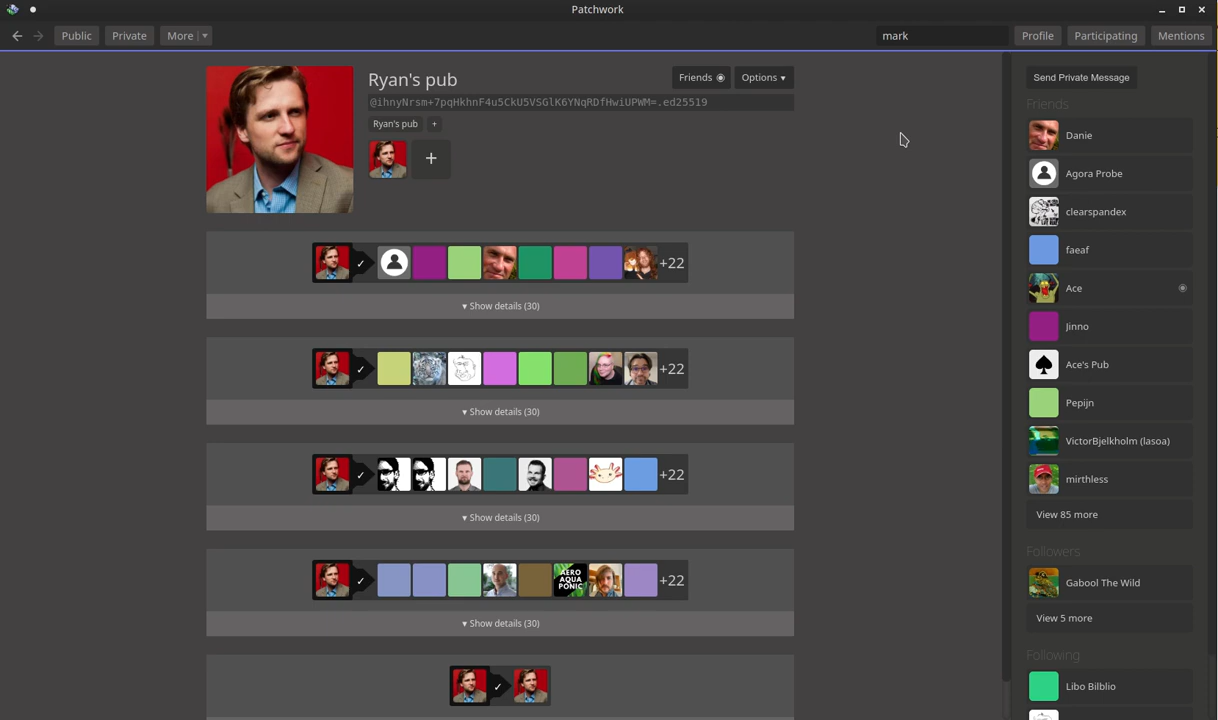 Patchwork
Public
Private
More
mark
Profile
Participating
Mentions
Ryan's pub
Friends
Options
@ihnyNrsm+7pqHkhnF4u5CkU5VSGlK6YNqRDfHwiUPWM=.ed25519
Ryan's pub
+
+
+22
Show details (30)
+22
Show details (30)
+22
Show details (30)
AERO
AQUA
PONIC
+22
Show details (30)
Send Private Message
Friends
Danie
Agora Probe
clearspandex
faeaf
Ace
Jinno
Ace's Pub
Pepijn
VictorBjelkholm (lasoa)
mirthless
View 85 more
Followers
Gabool The Wild
View 5 more
Following
Libo Bilblio